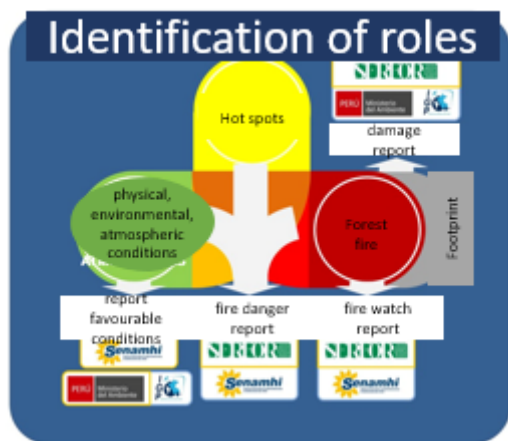 Identification of roles
Hot spots
PERÚ
Ministerio
del Ambiente
damage
report
physical,
environmental,
atmospheric
conditions
Forest
fire
Footprint
report
favourable
conditions
fire danger
report
fire watch
report
Senamhi
Senamhi
Senamhi
PERÚ
Ministerio
del Ambiente